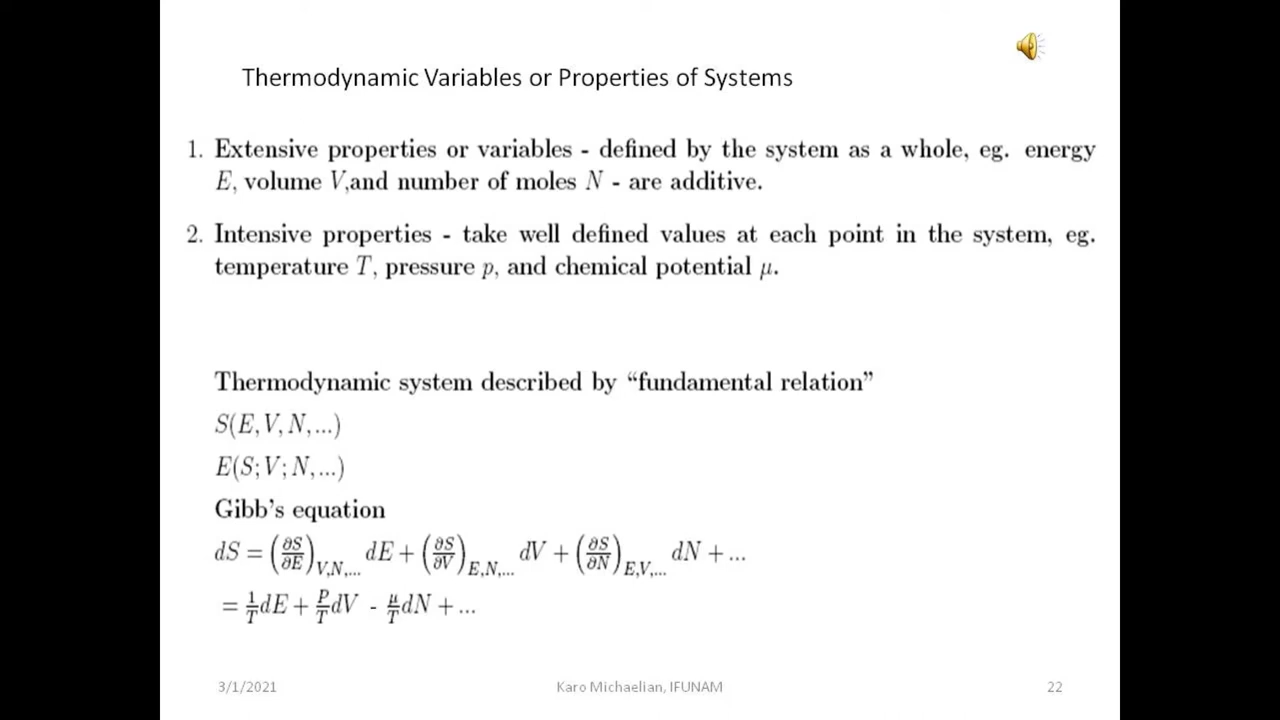 Thermodynamic Variables or Properties of Systems
1. Extensive properties or variables - defined by the system as a whole, eg. energy
E, volume V,and number of moles N - are additive.
2. Intensive properties - take well defined values at each point in the system, eg.
temperature T, pressure p, and chemical potential μ.
Thermodynamic system described by “fundamental relation”
S(E, V, N, ...)
E(S; V; N, ...)
Gibb's equation
dS = (∂S/∂E)_{V,N,...} dE + (∂S/∂V)_{E,N,...} dV + (∂S/∂N)_{E,V,...} dN + ...
= 1/T dE + P/T dV - μ/T dN + ...
3/1/2021 Karo Michaelian, IFUNAM 22